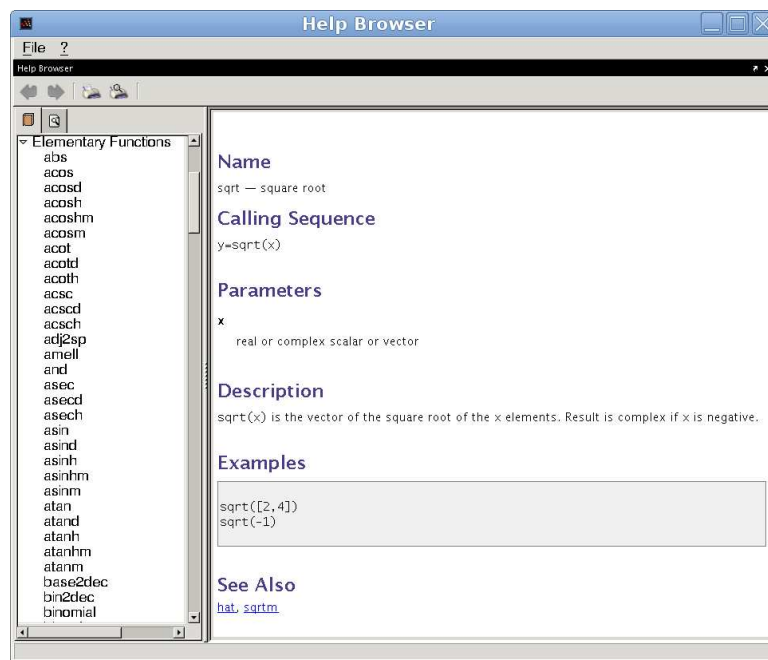 Help Browser
File ?
Help Browser
Elementary Functions
abs
acos
acosd
acosh
acoshm
acosm
acot
acotd
acoth
acsc
acscd
acsch
adj2sp
amell
and
asec
asecd
asech
asin
asind
asinh
asinhm
asinm
atan
atand
atanh
atanhm
atanm
base2dec
bin2dec
binomial
Name
sqrt — square root
Calling Sequence
y=sqrt(x)
Parameters
x
real or complex scalar or vector
Description
sqrt(x) is the vector of the square root of the x elements. Result is complex if x is negative.
Examples
sqrt([2,4])
sqrt(-1)
See Also
hat, sqrtm